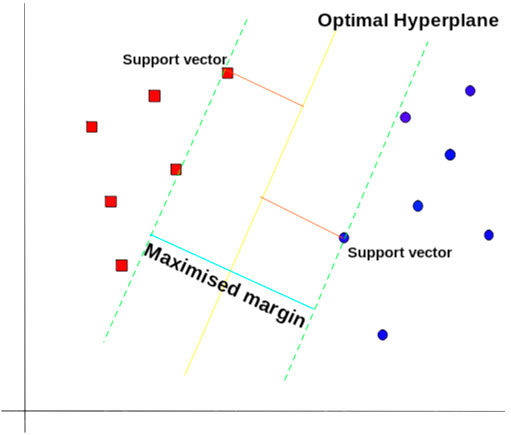 Optimal Hyperplane
Support vector
Support vector
Maximised margin